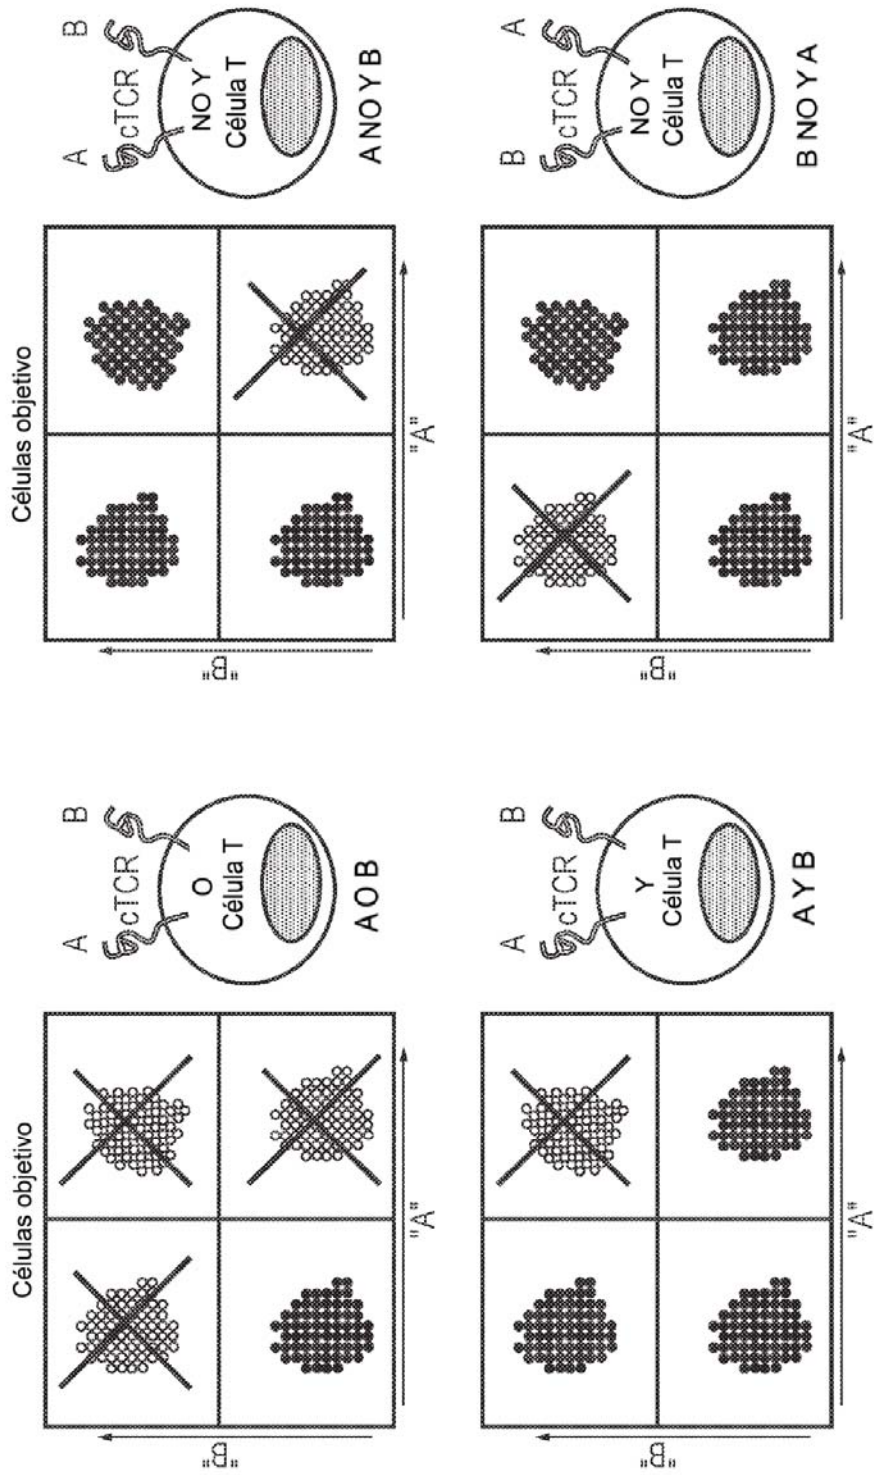 Células objetivo
"B"
"A"
A
B
cTCR
O
Célula T
A O B
Células objetivo
"B"
"A"
A
B
cTCR
NO Y
Célula T
A NO Y B
"B"
"A"
A
B
cTCR
Y
Célula T
A Y B
"B"
"A"
B
A
cTCR
NO Y
Célula T
B NO Y A